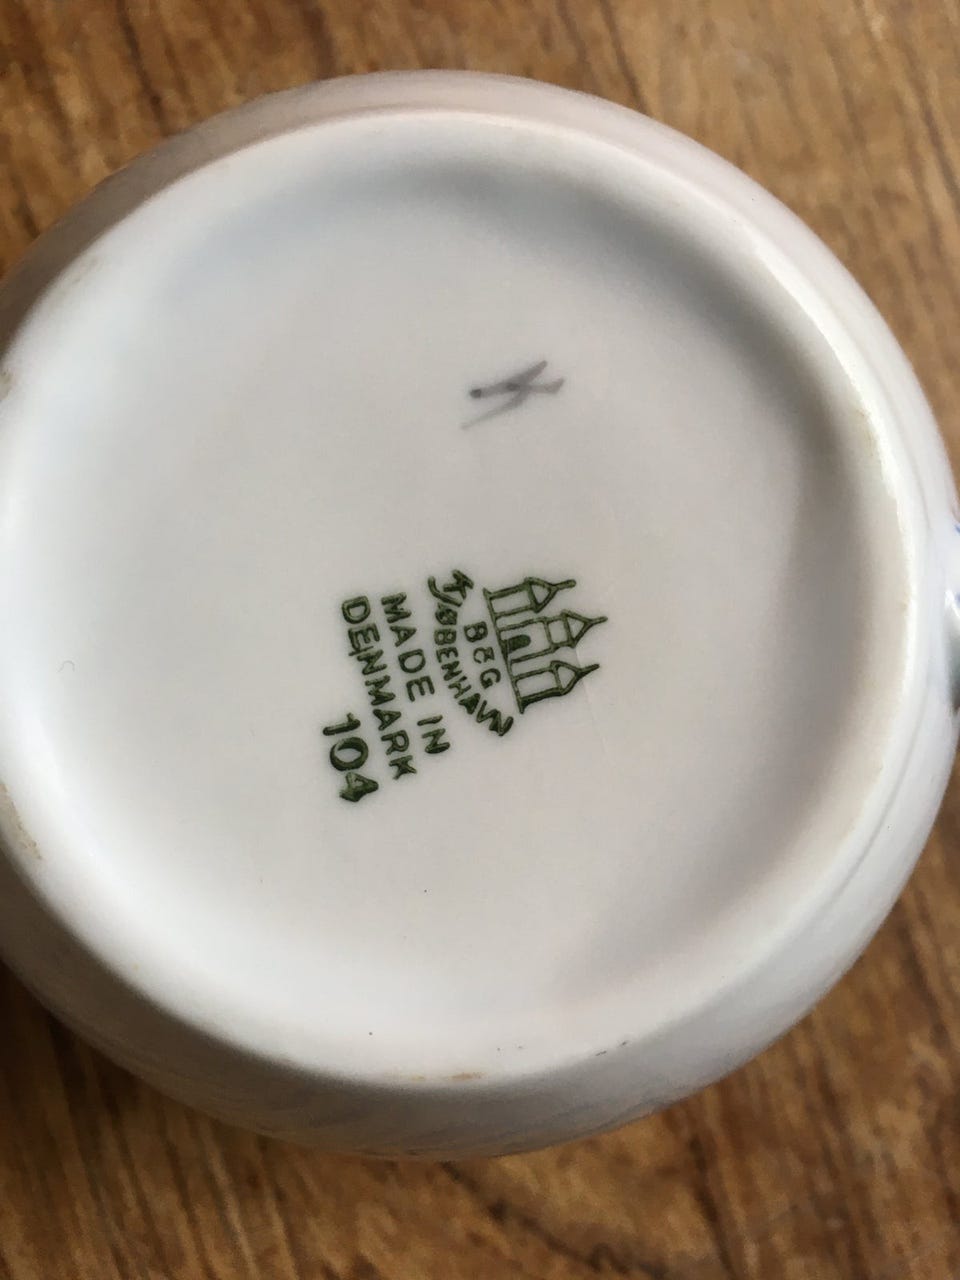 K
B&G
KJØBENHAVN
MADE IN
DENMARK
104